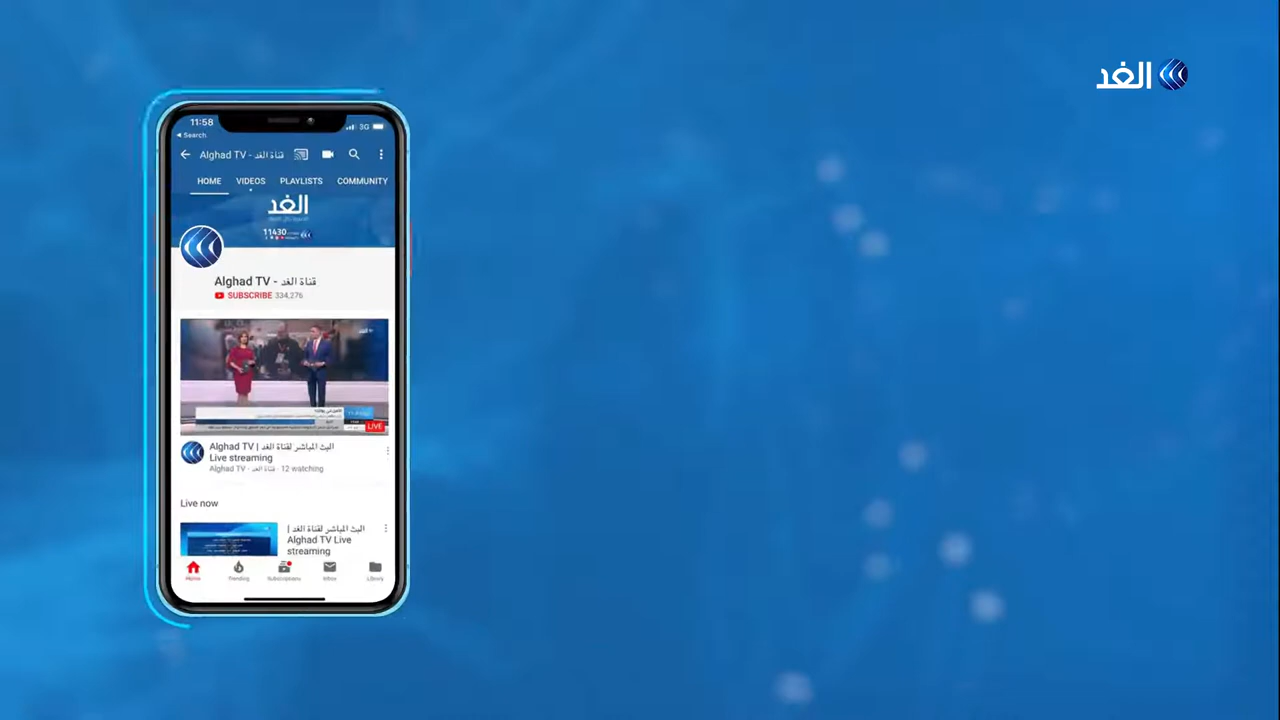 الغد
11:58
3G
Search
Alghad TV - قناة الغد
HOME VIDEOS PLAYLISTS COMMUNITY
الغد
11430
Alghad TV - قناة الغد
SUBSCRIBE 334,276
LIVE
Alghad TV | البث المباشر لقناة الغد
Live streaming
Alghad TV - قناة الغد · 12 watching
Live now
البث المباشر لقناة الغد |
Alghad TV Live
streaming
Home Trending Subscriptions Inbox Library